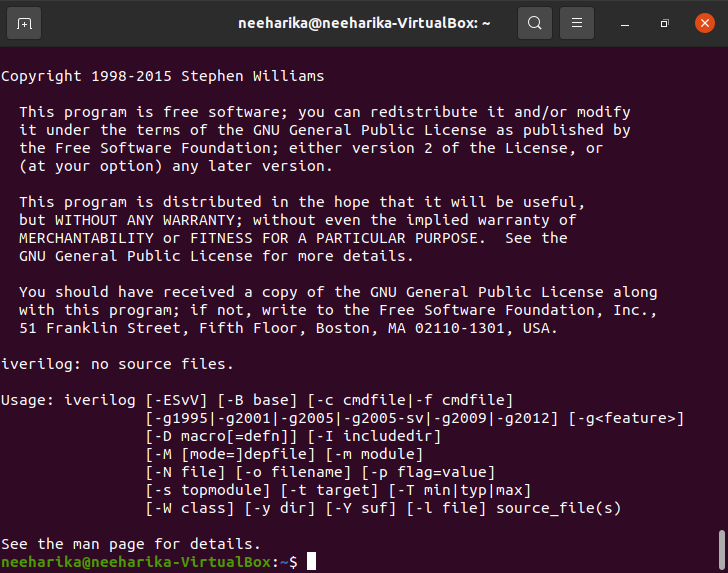 neeharika@neeharika-VirtualBox: ~
Copyright 1998-2015 Stephen Williams
This program is free software; you can redistribute it and/or modify
it under the terms of the GNU General Public License as published by
the Free Software Foundation; either version 2 of the License, or
(at your option) any later version.
This program is distributed in the hope that it will be useful,
but WITHOUT ANY WARRANTY; without even the implied warranty of
MERCHANTABILITY or FITNESS FOR A PARTICULAR PURPOSE.  See the
GNU General Public License for more details.
You should have received a copy of the GNU General Public License along
with this program; if not, write to the Free Software Foundation, Inc.,
51 Franklin Street, Fifth Floor, Boston, MA 02110-1301, USA.
iverilog: no source files.
Usage: iverilog [-ESvV] [-B base] [-c cmdfile|-f cmdfile]
[-g1995|-g2001|-g2005|-g2005-sv|-g2009|-g2012] [-g<feature>]
[-D macro[=defn]] [-I includedir]
[-M [mode=]depfile] [-m module]
[-N file] [-o filename] [-p flag=value]
[-s topmodule] [-t target] [-T min|typ|max]
[-W class] [-y dir] [-Y suf] [-l file] source_file(s)
See the man page for details.
neeharika@neeharika-VirtualBox:~$